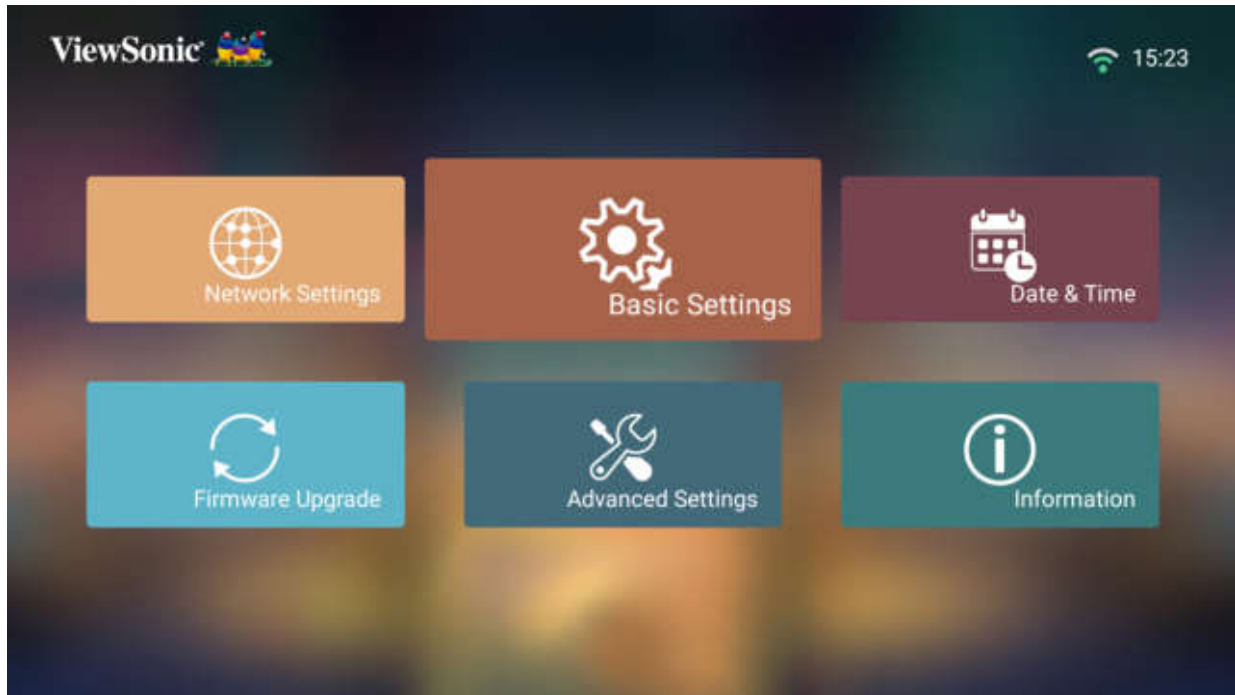 ViewSonic
15:23
Network Settings
Basic Settings
Date & Time
Firmware Upgrade
Advanced Settings
Information